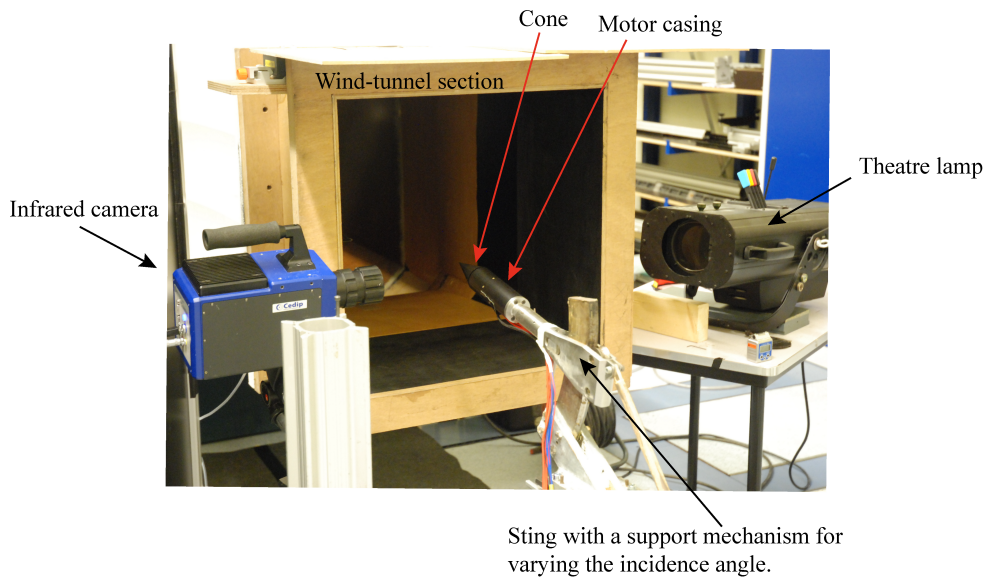 Cone
Motor casing
Wind-tunnel section
Theatre lamp
Infrared camera
Cedip
Sting with a support mechanism for
varying the incidence angle.